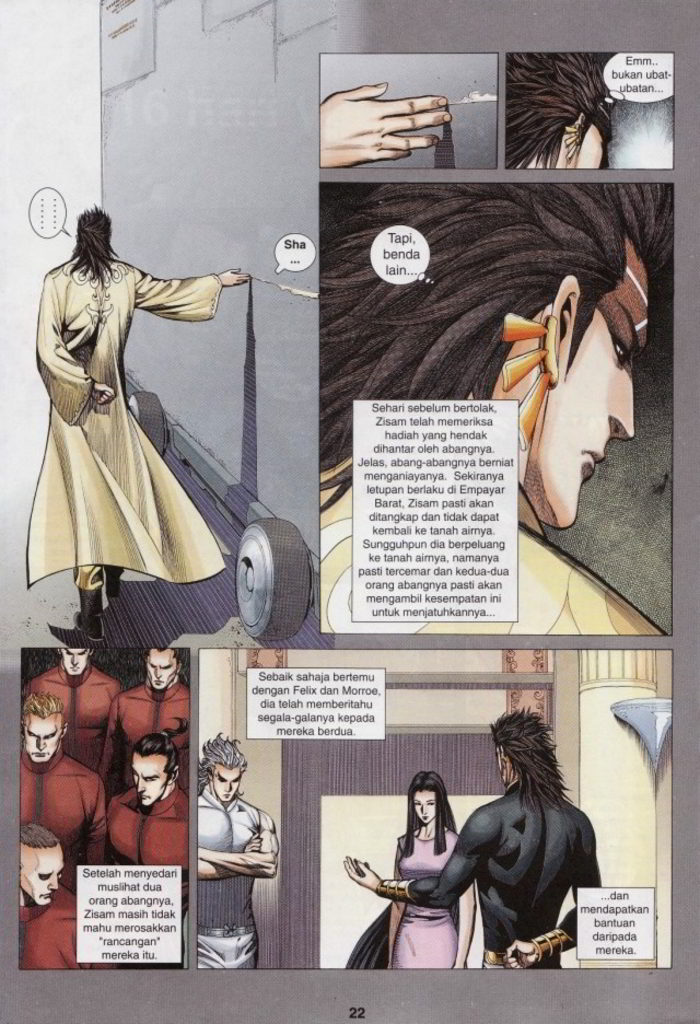 Sha
...
Emm..
bukan ubat-
ubatan...
Tapi,
benda
lain...
Sehari sebelum bertolak,
Zisam telah memeriksa
hadiah yang hendak
dihantar oleh abangnya.
Jelas, abang-abangnya berniat
menganiayanya. Sekiranya
letupan berlaku di Empayar
Barat, Zisam pasti akan
ditangkap dan tidak dapat
kembali ke tanah airnya.
Sungguhpun dia berpeluang
ke tanah airnya, namanya
pasti tercemar dan kedua-dua
orang abangnya pasti akan
mengambil kesempatan ini
untuk menjatuhkannya...
Setelah menyedari
muslihat dua
orang abangnya,
Zisam masih tidak
mahu merosakkan
"rancangan"
mereka itu.
Sebaik sahaja bertemu
dengan Felix dan Morroe,
dia telah memberitahu
segala-galanya kepada
mereka berdua.
...dan
mendapatkan
bantuan
daripada
mereka.
22